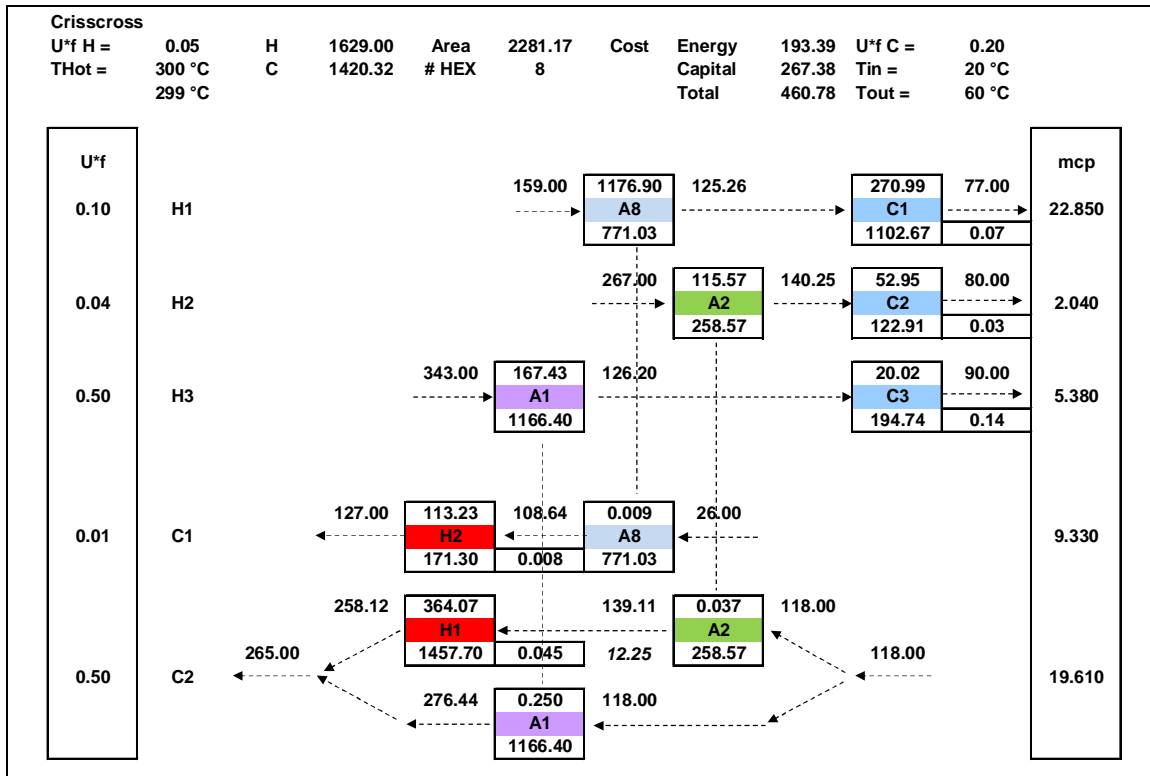 Crisscross
U*f H = 0.05 H 1629.00 Area 2281.17 Cost Energy 193.39 U*f C = 0.20
THot = 300 °C C 1420.32 # HEX 8 Capital 267.38 Tin = 20 °C
299 °C Total 460.78 Tout = 60 °C
U*f mcp
159.00 1176.90 125.26 270.99 77.00
0.10 H1 A8 C1 22.850
771.03 1102.67 0.07
267.00 115.57 140.25 52.95 80.00
0.04 H2 A2 C2 2.040
258.57 122.91 0.03
343.00 167.43 126.20 20.02 90.00
0.50 H3 A1 C3 5.380
1166.40 194.74 0.14
127.00 113.23 108.64 0.009 26.00
0.01 C1 H2 A8 9.330
171.30 0.008 771.03
258.12 364.07 139.11 0.037 118.00
H1 A2
265.00 1457.70 0.045 12.25 258.57 118.00
0.50 C2 19.610
276.44 0.250 118.00
A1
1166.40